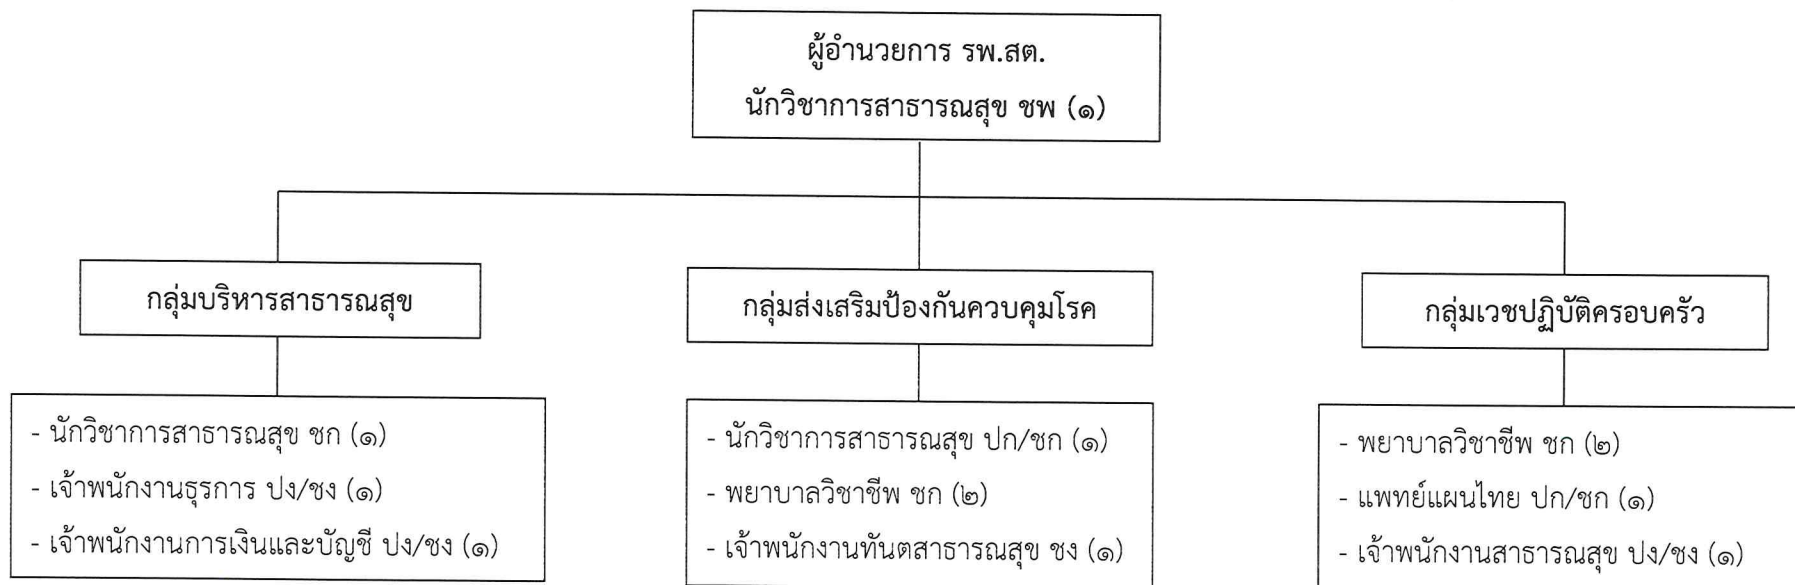 ผู้อำนวยการ รพ.สต.
นักวิชาการสาธารณสุข ชพ (๑)
กลุ่มบริหารสาธารณสุข
กลุ่มส่งเสริมป้องกันควบคุมโรค
กลุ่มเวชปฏิบัติครอบครัว
- นักวิชาการสาธารณสุข ชก (๑)
- เจ้าพนักงานธุรการ ปง/ชง (๑)
- เจ้าพนักงานการเงินและบัญชี ปง/ชง (๑)
- นักวิชาการสาธารณสุข ปก/ชก (๑)
- พยาบาลวิชาชีพ ชก (๒)
- เจ้าพนักงานทันตสาธารณสุข ชง (๑)
- พยาบาลวิชาชีพ ชก (๒)
- แพทย์แผนไทย ปก/ชก (๑)
- เจ้าพนักงานสาธารณสุข ปง/ชง (๑)